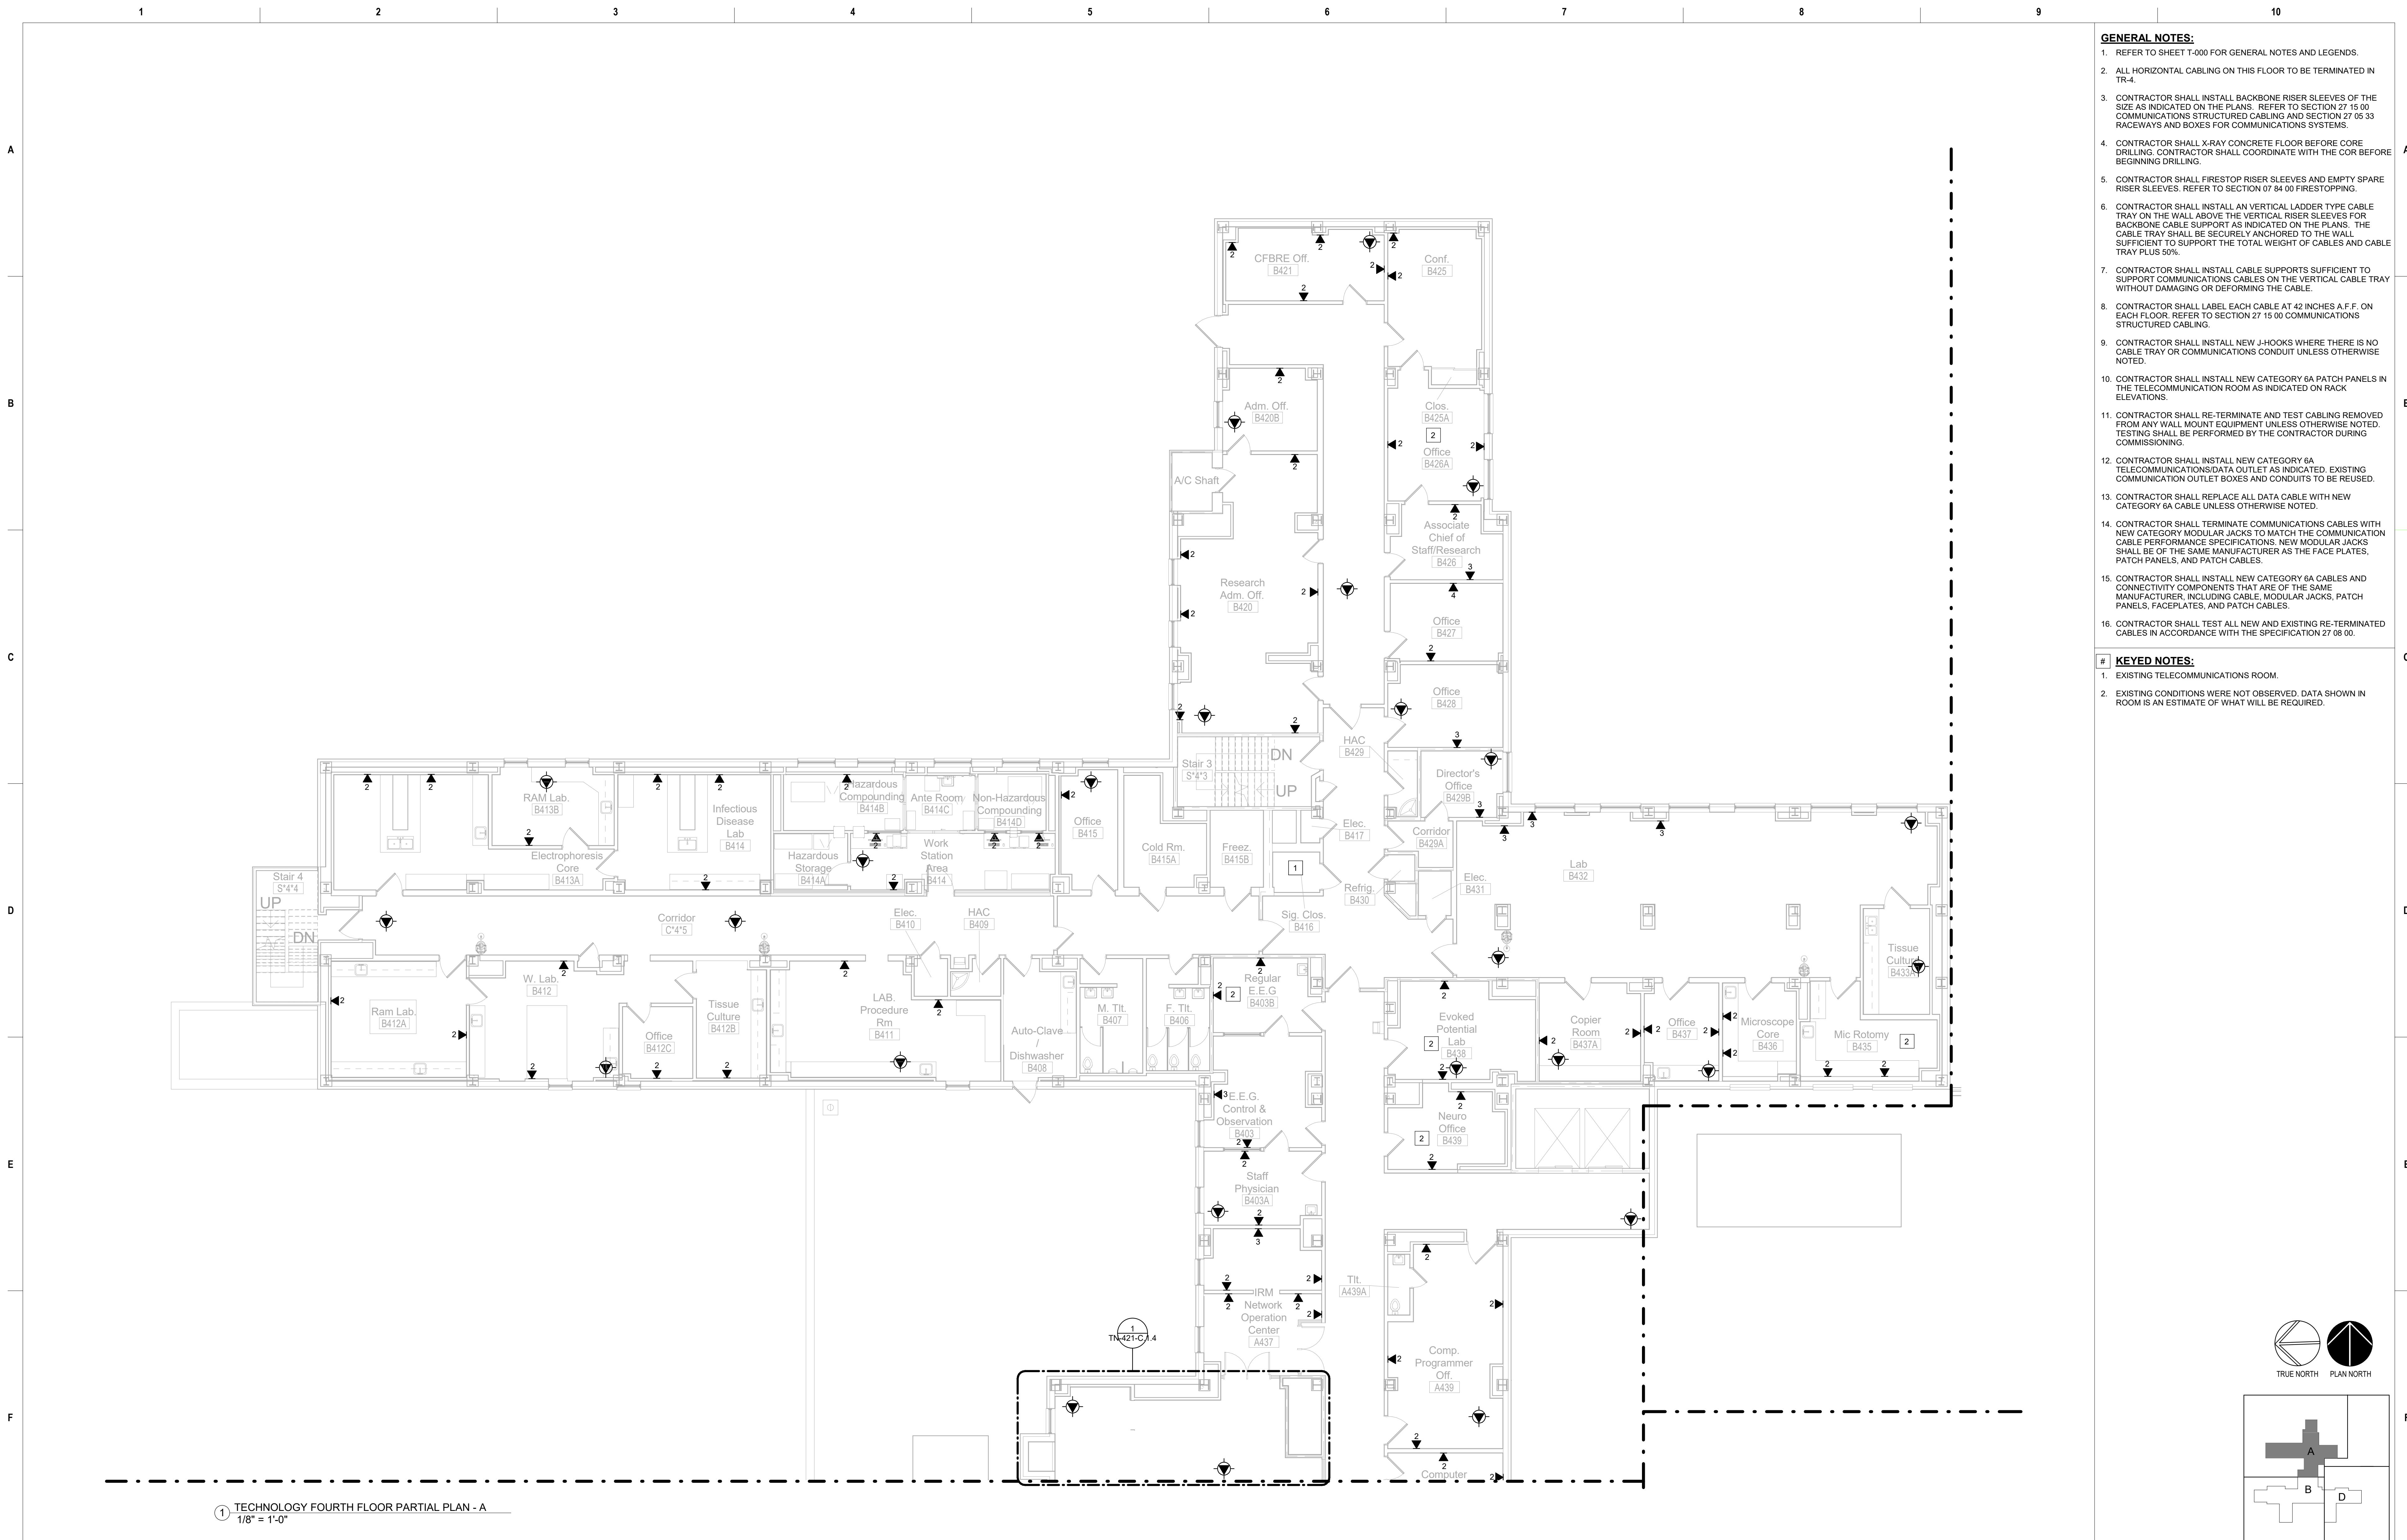 1 2 3 4 5 6 7 8 9 10
A
B
C
D
E
F
GENERAL NOTES:
1. REFER TO SHEET T-000 FOR GENERAL NOTES AND LEGENDS.
2. ALL HORIZONTAL CABLING ON THIS FLOOR TO BE TERMINATED IN
TR-4.
3. CONTRACTOR SHALL INSTALL BACKBONE RISER SLEEVES OF THE
SIZE AS INDICATED ON THE PLANS. REFER TO SECTION 27 15 00
COMMUNICATIONS STRUCTURED CABLING AND SECTION 27 05 33
RACEWAYS AND BOXES FOR COMMUNICATIONS SYSTEMS.
4. CONTRACTOR SHALL X-RAY CONCRETE FLOOR BEFORE CORE
DRILLING. CONTRACTOR SHALL COORDINATE WITH THE COR BEFORE
BEGINNING DRILLING.
5. CONTRACTOR SHALL FIRESTOP RISER SLEEVES AND EMPTY SPARE
RISER SLEEVES. REFER TO SECTION 07 84 00 FIRESTOPPING.
6. CONTRACTOR SHALL INSTALL AN VERTICAL LADDER TYPE CABLE
TRAY ON THE WALL ABOVE THE VERTICAL RISER SLEEVES FOR
BACKBONE CABLE SUPPORT AS INDICATED ON THE PLANS. THE
CABLE TRAY SHALL BE SECURELY ANCHORED TO THE WALL
SUFFICIENT TO SUPPORT THE TOTAL WEIGHT OF CABLES AND CABLE
TRAY PLUS 50%.
7. CONTRACTOR SHALL INSTALL CABLE SUPPORTS SUFFICIENT TO
SUPPORT COMMUNICATIONS CABLES ON THE VERTICAL CABLE TRAY
WITHOUT DAMAGING OR DEFORMING THE CABLE.
8. CONTRACTOR SHALL LABEL EACH CABLE AT 42 INCHES A.F.F. ON
EACH FLOOR. REFER TO SECTION 27 15 00 COMMUNICATIONS
STRUCTURED CABLING.
9. CONTRACTOR SHALL INSTALL NEW J-HOOKS WHERE THERE IS NO
CABLE TRAY OR COMMUNICATIONS CONDUIT UNLESS OTHERWISE
NOTED.
10. CONTRACTOR SHALL INSTALL NEW CATEGORY 6A PATCH PANELS IN
THE TELECOMMUNICATION ROOM AS INDICATED ON RACK
ELEVATIONS.
11. CONTRACTOR SHALL RE-TERMINATE AND TEST CABLING REMOVED
FROM ANY WALL MOUNT EQUIPMENT UNLESS OTHERWISE NOTED.
TESTING SHALL BE PERFORMED BY THE CONTRACTOR DURING
COMMISSIONING.
12. CONTRACTOR SHALL INSTALL NEW CATEGORY 6A
TELECOMMUNICATIONS/DATA OUTLET AS INDICATED. EXISTING
COMMUNICATION OUTLET BOXES AND CONDUITS TO BE REUSED.
13. CONTRACTOR SHALL REPLACE ALL DATA CABLE WITH NEW
CATEGORY 6A CABLE UNLESS OTHERWISE NOTED.
14. CONTRACTOR SHALL TERMINATE COMMUNICATIONS CABLES WITH
NEW CATEGORY MODULAR JACKS TO MATCH THE COMMUNICATION
CABLE PERFORMANCE SPECIFICATIONS. NEW MODULAR JACKS
SHALL BE OF THE SAME MANUFACTURER AS THE FACE PLATES,
PATCH PANELS, AND PATCH CABLES.
15. CONTRACTOR SHALL INSTALL NEW CATEGORY 6A CABLES AND
CONNECTIVITY COMPONENTS THAT ARE OF THE SAME
MANUFACTURER, INCLUDING CABLE, MODULAR JACKS, PATCH
PANELS, FACEPLATES, AND PATCH CABLES.
16. CONTRACTOR SHALL TEST ALL NEW AND EXISTING RE-TERMINATED
CABLES IN ACCORDANCE WITH THE SPECIFICATION 27 08 00.
# KEYED NOTES:
1. EXISTING TELECOMMUNICATIONS ROOM.
2. EXISTING CONDITIONS WERE NOT OBSERVED. DATA SHOWN IN
ROOM IS AN ESTIMATE OF WHAT WILL BE REQUIRED.
CFBRE Off.
B421
Conf.
B425
Adm. Off.
B420B
Clos.
B425A
2
Office
B426A
A/C Shaft
Associate
Chief of
Staff/Research
B426
Research
Adm. Off.
B420
Office
B427
Office
B428
HAC
B429
Stair 3
S*4*3
DN
UP
Director's
Office
B429B
RAM Lab.
B413B
Infectious
Disease
Lab
B414
Hazardous
Compounding
B414B
Ante Room
B414C
Non-Hazardous
Compounding
B414D
Office
B415
Elec.
B417
Corridor
B429A
Electrophoresis
Core
B413A
Hazardous
Storage
B414A
Work
Station
Area
B414
Cold Rm.
B415A
Freez.
B415B
1
Lab
B432
Stair 4
S*4*4
UP
DN
Refrig.
B430
Elec.
B431
Corridor
C*4*5
Elec.
B410
HAC
B409
Sig. Clos.
B416
Tissue
Culture
B433A
Ram Lab.
B412A
W. Lab.
B412
Office
B412C
Tissue
Culture
B412B
LAB.
Procedure
Rm
B411
Auto-Clave
/
Dishwasher
B408
M. Tlt.
B407
F. Tlt.
B406
Regular
E.E.G
B403B
2
Evoked
Potential
Lab
2
B438
Copier
Room
B437A
Office
B437
Microscope
Core
B436
Mic Rotomy
B435
2
E.E.G.
Control &
Observation
B403
Neuro
Office
B439
2
Staff
Physician
B403A
IRM
Network
Operation
Center
A437
Tlt.
A439A
Comp.
Programmer
Off.
A439
Computer
1
TN-421-C.1.4
TRUE NORTH
PLAN NORTH
A
B
D
1 TECHNOLOGY FOURTH FLOOR PARTIAL PLAN - A
1/8" = 1'-0"